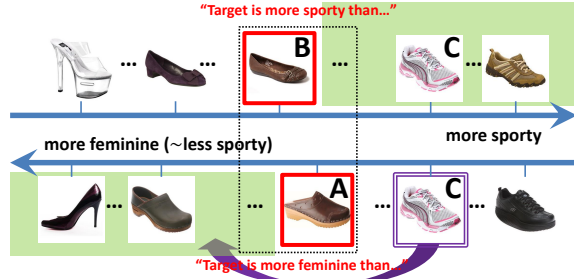 “Target is more sporty than…”
... ... B ... C ...
more sporty
more feminine (~less sporty)
... ... A ... C ...
“Target is more feminine than…”